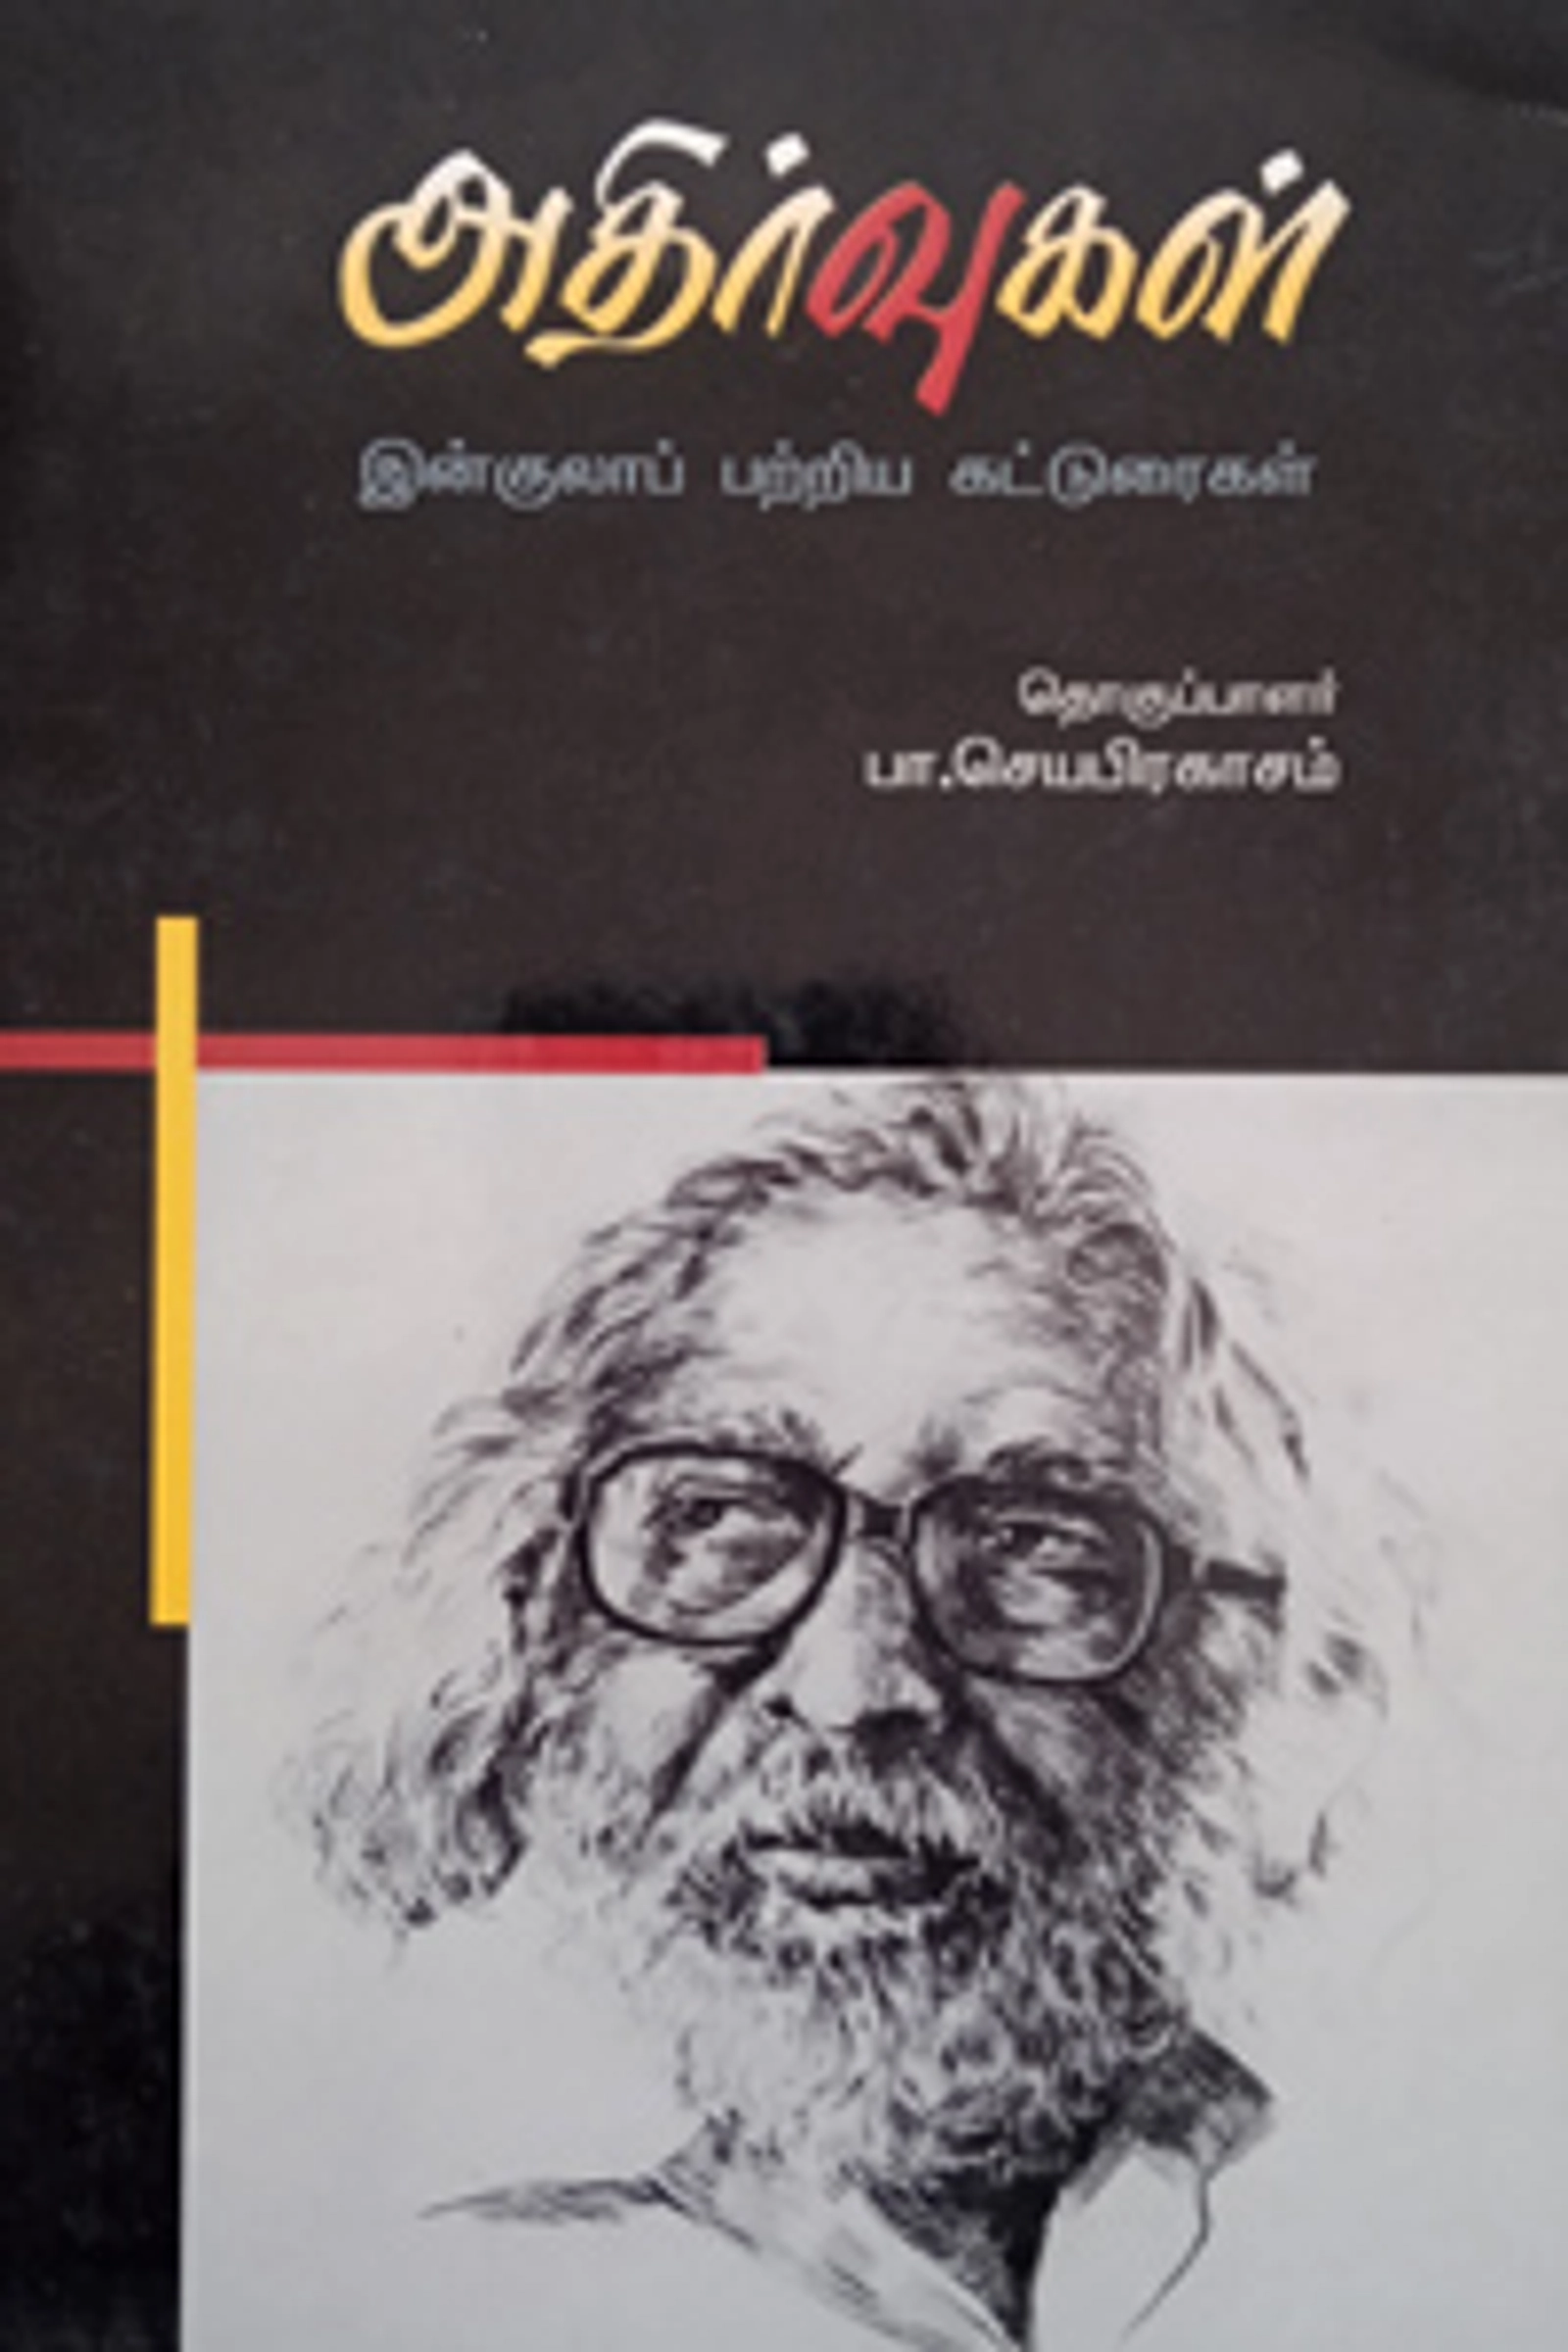 அதிர்வுகள்
இன்குலாப் பற்றிய கட்டுரைகள்
தொகுப்பாளர்
பா.செயபிரகாசம்